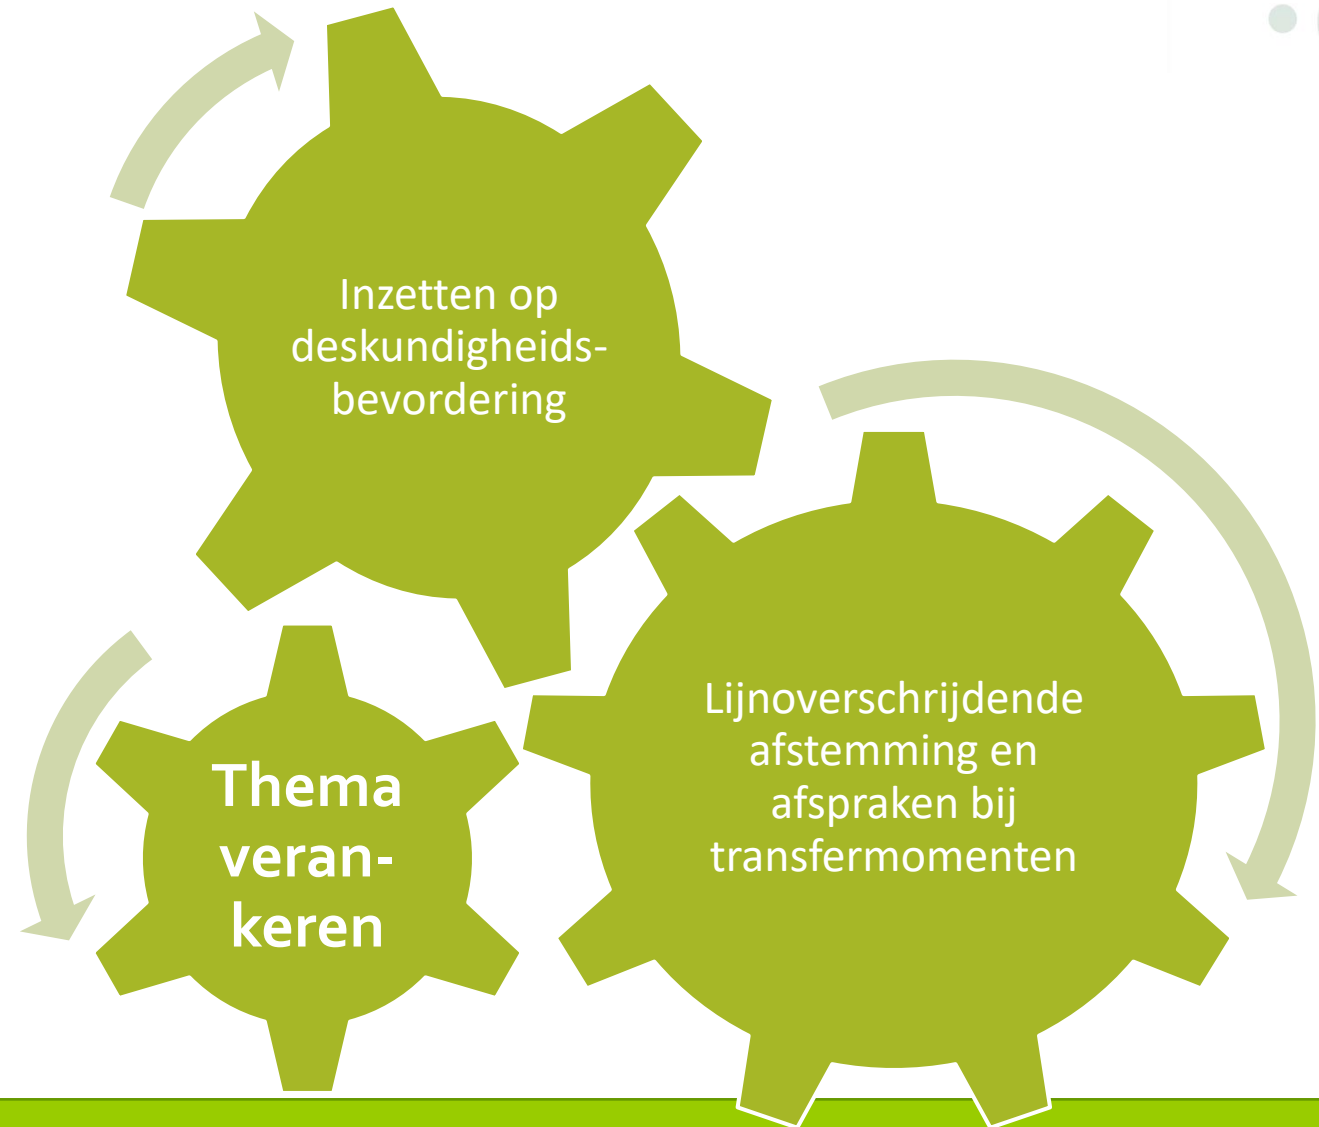 Inzetten op
deskundigheids-
bevordering
Lijnoverschrijdende
afstemming en
afspraken bij
transfermomenten
Thema
veran-
keren